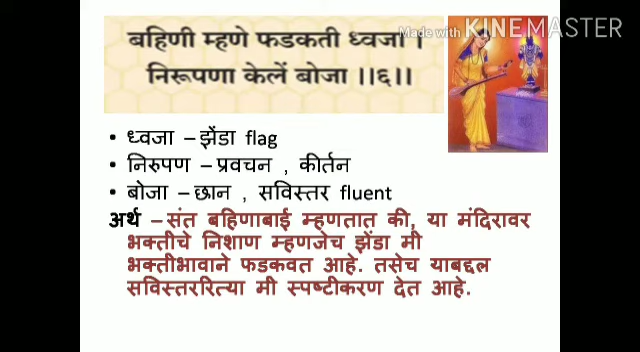 Made with KINEMASTER
बहिणी म्हणे फडकती ध्वजा ।
निरूपणा केलें बोजा ॥६॥
• ध्वजा – झेंडा flag
• निरुपण – प्रवचन , कीर्तन
• बोजा – छान , सविस्तर fluent
अर्थ – संत बहिणाबाई म्हणतात की, या मंदिरावर
भक्तीचे निशाण म्हणजेच झेंडा मी
भक्तीभावाने फडकवत आहे. तसेच याबद्दल
सविस्तररित्या मी स्पष्टीकरण देत आहे.